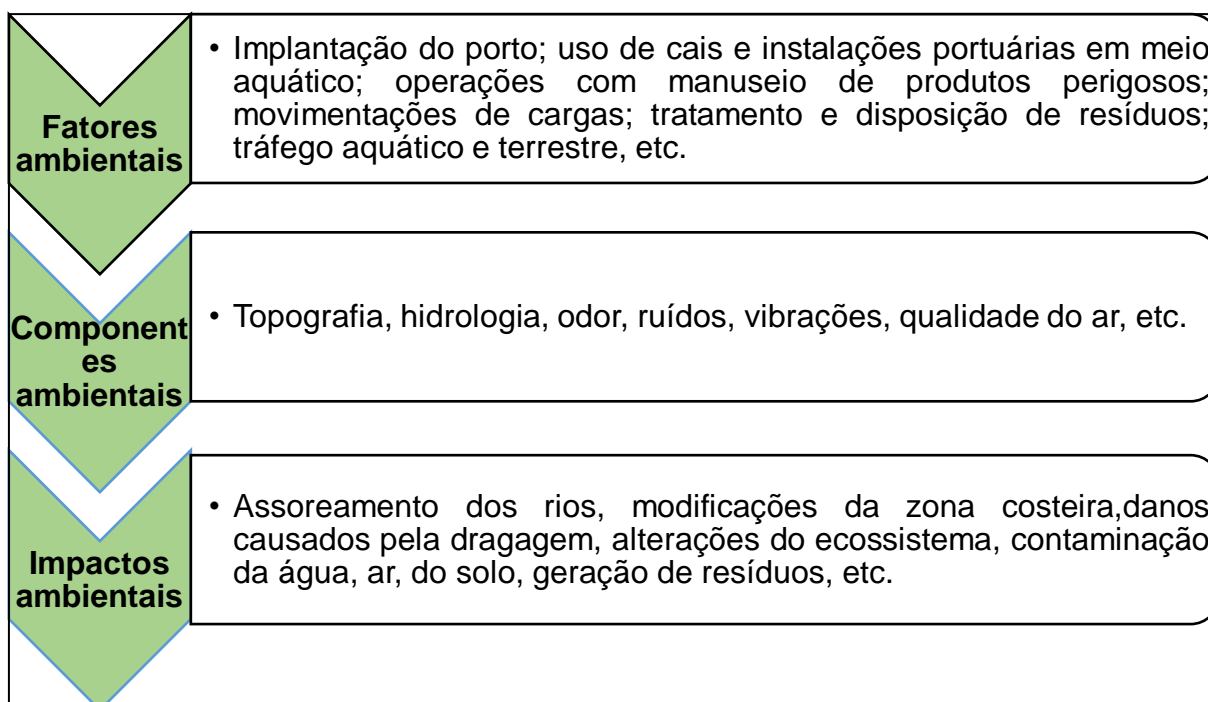 Fatores
ambientais
• Implantação do porto; uso de cais e instalações portuárias em meio
aquático; operações com manuseio de produtos perigosos;
movimentações de cargas; tratamento e disposição de resíduos;
tráfego aquático e terrestre, etc.
Component
es
ambientais
• Topografia, hidrologia, odor, ruídos, vibrações, qualidade do ar, etc.
Impactos
ambientais
• Assoreamento dos rios, modificações da zona costeira,danos
causados pela dragagem, alterações do ecossistema, contaminação
da água, ar, do solo, geração de resíduos, etc.